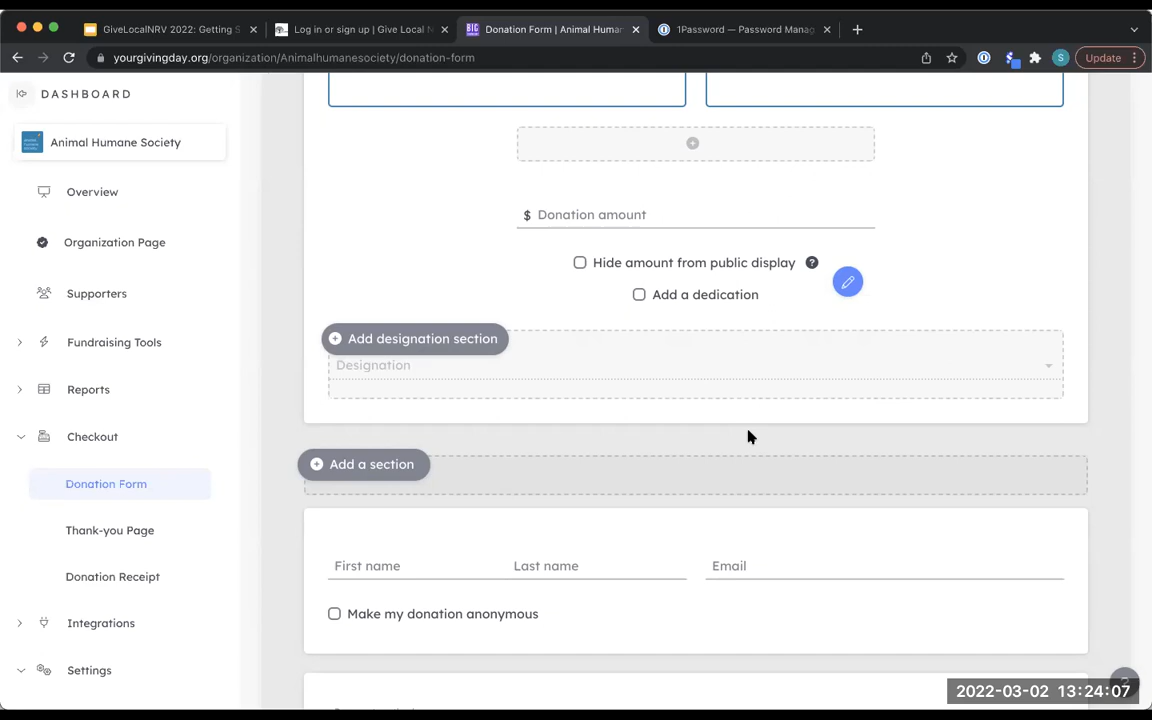 GiveLocalNRV 2022: Getting S
Log in or sign up | Give Local N
Donation Form | Animal Humane
1Password — Password Manag
yourgivingday.org/organization/Animalhumanesociety/donation-form
S
Update
DASHBOARD
Animal Humane Society
Overview
Organization Page
Supporters
Fundraising Tools
Reports
Checkout
Donation Form
Thank-you Page
Donation Receipt
Integrations
Settings
$ Donation amount
Hide amount from public display ?
Add a dedication
Add designation section
Designation
Add a section
First name Last name Email
Make my donation anonymous
2022-03-02 13:24:07